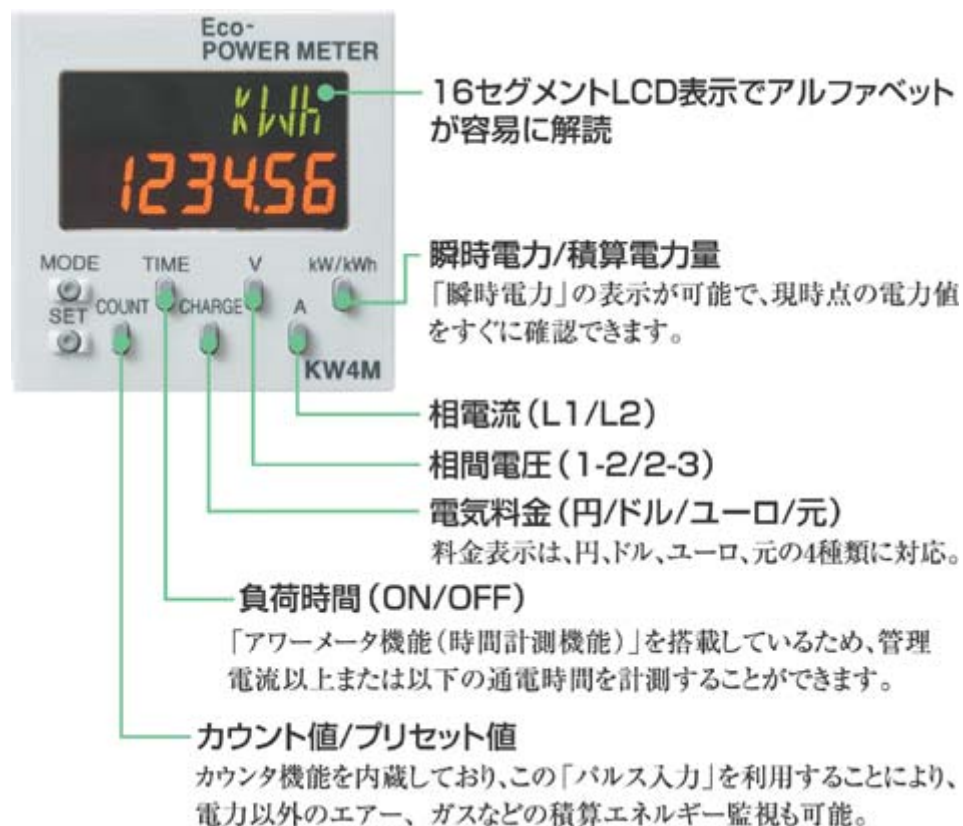 Eco-
POWER METER
kWh
1234.56
MODE TIME V kW/kWh
SET COUNT CHARGE A
KW4M
16セグメントLCD表示でアルファベット
が容易に解読
瞬時電力/積算電力量
「瞬時電力」の表示が可能で、現時点の電力値
をすぐに確認できます。
相電流(L1/L2)
相間電圧(1-2/2-3)
電気料金(円/ドル/ユーロ/元)
料金表示は、円、ドル、ユーロ、元の4種類に対応。
負荷時間(ON/OFF)
「アワーメータ機能(時間計測機能)」を搭載しているため、管理
電流以上または以下の通電時間を計測することができます。
カウント値/プリセット値
カウンタ機能を内蔵しており、この「パルス入力」を利用することにより、
電力以外のエアー、ガスなどの積算エネルギー監視も可能。